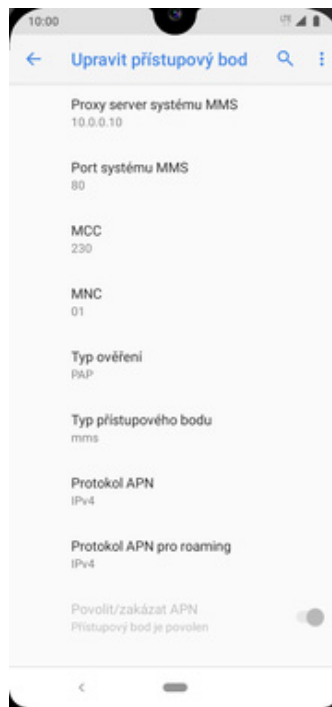 10:00
LTE
Upravit přístupový bod
Proxy server systému MMS
10.0.0.10
Port systému MMS
80
MCC
230
MNC
01
Typ ověření
PAP
Typ přístupového bodu
mms
Protokol APN
IPv4
Protokol APN pro roaming
IPv4
Povolit/zakázat APN
Přístupový bod je povolen